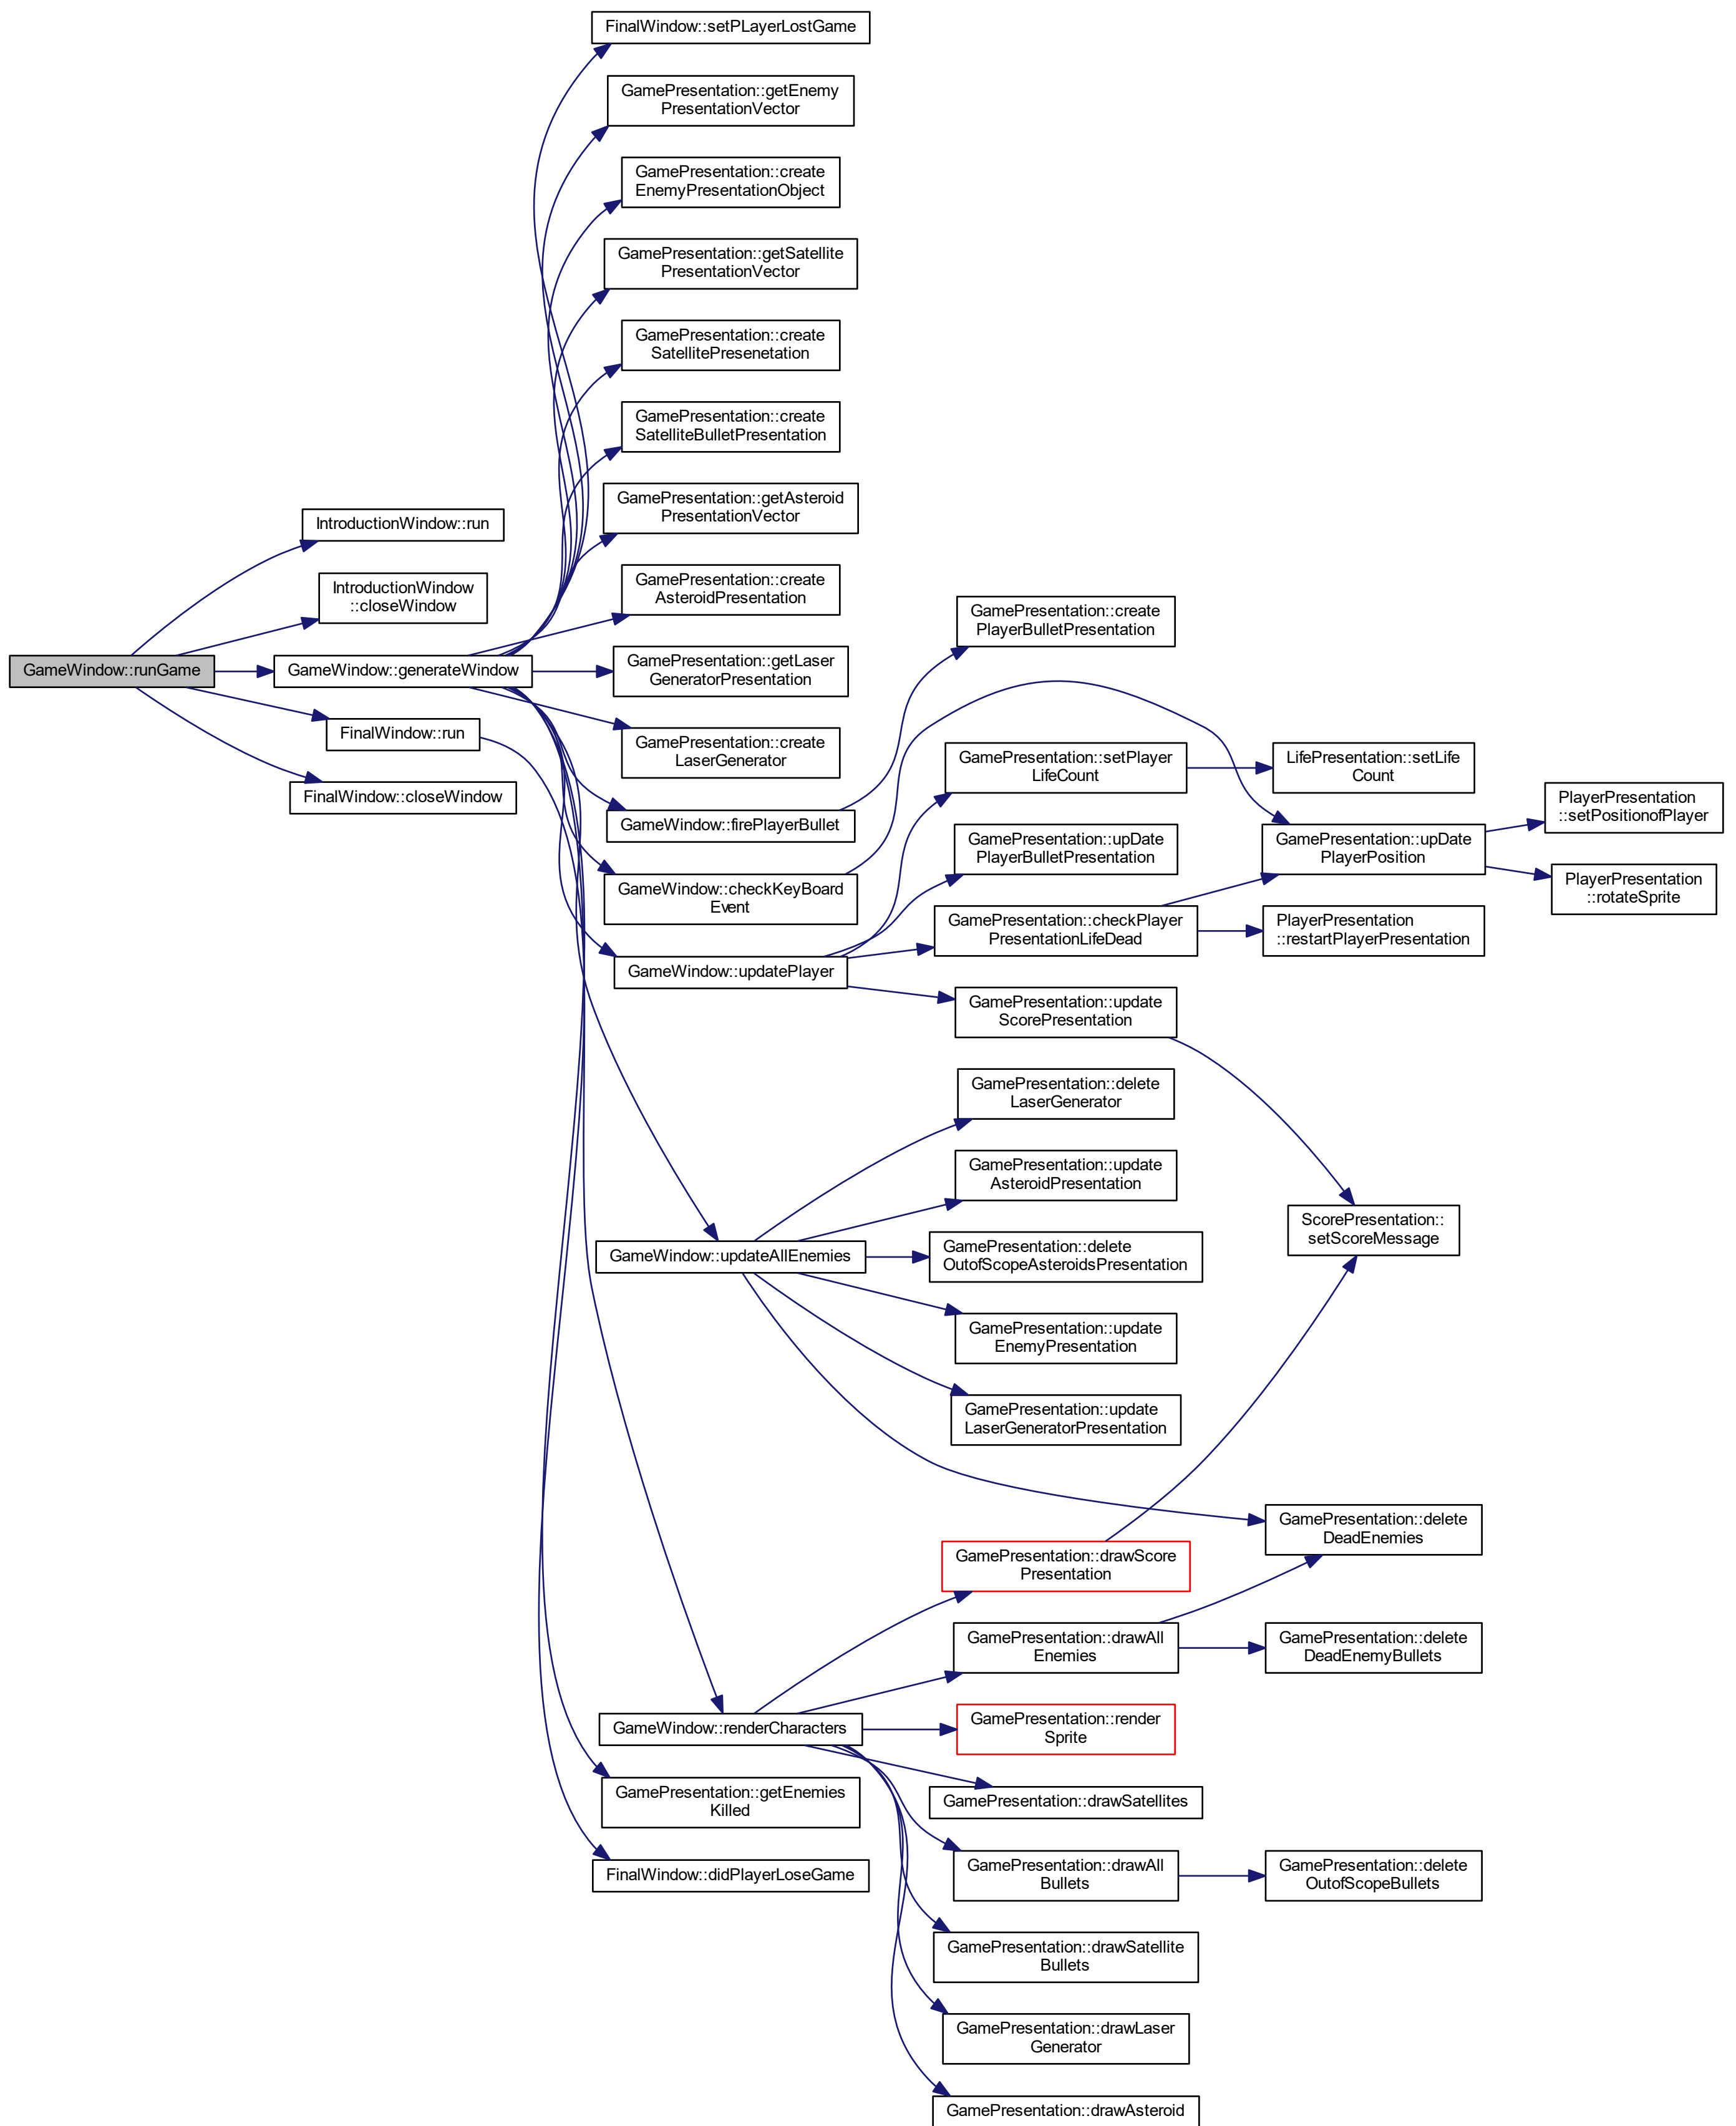 FinalWindow::setPLayerLostGame
GamePresentation::getEnemy
PresentationVector
GamePresentation::create
EnemyPresentationObject
GamePresentation::getSatellite
PresentationVector
GamePresentation::create
SatellitePresenetation
GamePresentation::create
SatelliteBulletPresentation
GamePresentation::getAsteroid
PresentationVector
IntroductionWindow::run
IntroductionWindow
::closeWindow
GamePresentation::create
AsteroidPresentation
GamePresentation::create
PlayerBulletPresentation
GameWindow::runGame
GameWindow::generateWindow
GamePresentation::getLaser
GeneratorPresentation
FinalWindow::run
GamePresentation::create
LaserGenerator
GamePresentation::setPlayer
LifeCount
LifePresentation::setLife
Count
FinalWindow::closeWindow
GameWindow::firePlayerBullet
GamePresentation::upDate
PlayerBulletPresentation
GamePresentation::upDate
PlayerPosition
PlayerPresentation
::setPositionofPlayer
PlayerPresentation
::rotateSprite
GameWindow::checkKeyBoard
Event
GamePresentation::checkPlayer
PresentationLifeDead
PlayerPresentation
::restartPlayerPresentation
GameWindow::updatePlayer
GamePresentation::update
ScorePresentation
GamePresentation::delete
LaserGenerator
GamePresentation::update
AsteroidPresentation
ScorePresentation::
setScoreMessage
GameWindow::updateAllEnemies
GamePresentation::delete
OutofScopeAsteroidsPresentation
GamePresentation::update
EnemyPresentation
GamePresentation::update
LaserGeneratorPresentation
GamePresentation::delete
DeadEnemies
GamePresentation::drawScore
Presentation
GamePresentation::drawAll
Enemies
GamePresentation::delete
DeadEnemyBullets
GameWindow::renderCharacters
GamePresentation::render
Sprite
GamePresentation::getEnemies
Killed
GamePresentation::drawSatellites
FinalWindow::didPlayerLoseGame
GamePresentation::drawAll
Bullets
GamePresentation::delete
OutofScopeBullets
GamePresentation::drawSatellite
Bullets
GamePresentation::drawLaser
Generator
GamePresentation::drawAsteroid